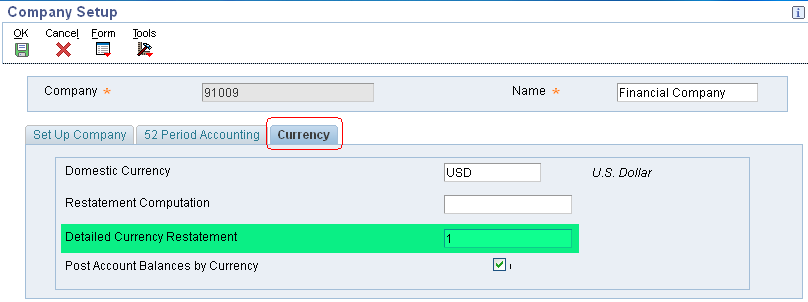 Company Setup
OK Cancel Form Tools
Company * 91009 Name * Financial Company
Set Up Company 52 Period Accounting Currency
Domestic Currency USD U.S. Dollar
Restatement Computation
Detailed Currency Restatement 1
Post Account Balances by Currency